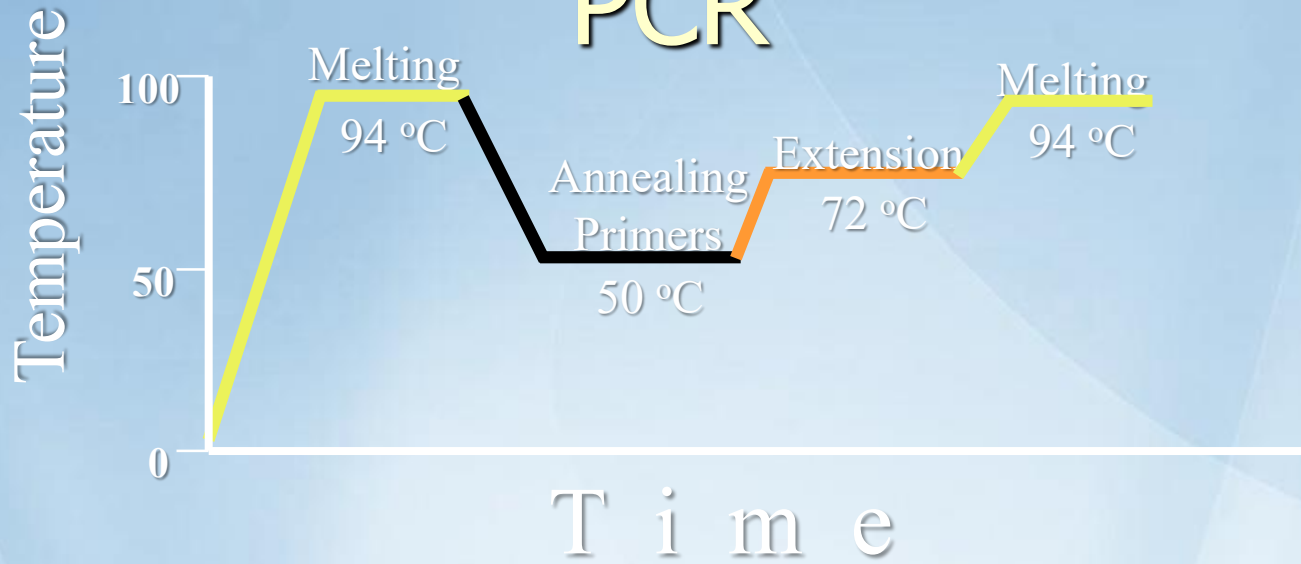 PCR
Temperature
100
50
0
Melting
94 ºC
Annealing
Primers
50 ºC
Extension
72 ºC
Melting
94 ºC
T i m e